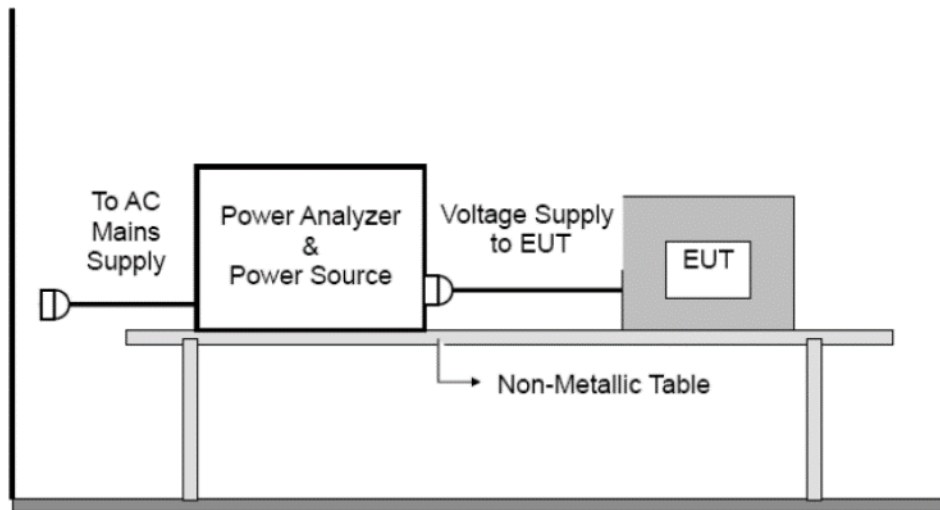 To AC
Mains
Supply
Power Analyzer
&
Power Source
Voltage Supply
to EUT
EUT
Non-Metallic Table